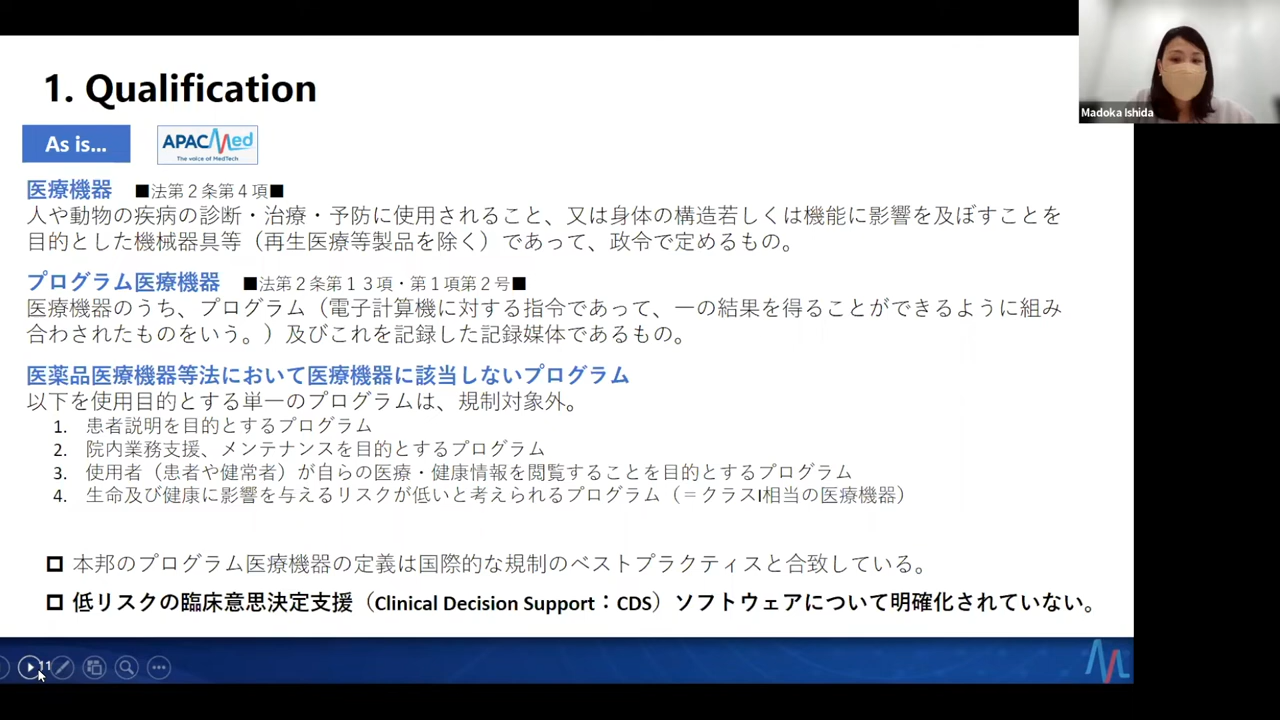 1. Qualification
Madoka Ishida
As is...
APACMed
The voice of MedTech
医療機器 ■法第２条第４項■
人や動物の疾病の診断・治療・予防に使用されること、又は身体の構造若しくは機能に影響を及ぼすことを
目的とした機械器具等（再生医療等製品を除く）であって、政令で定めるもの。
プログラム医療機器 ■法第２条第１３項・第１項第２号■
医療機器のうち、プログラム（電子計算機に対する指令であって、一の結果を得ることができるように組み
合わされたものをいう。）及びこれを記録した記録媒体であるもの。
医薬品医療機器等法において医療機器に該当しないプログラム
以下を使用目的とする単一のプログラムは、規制対象外。
1. 患者説明を目的とするプログラム
2. 院内業務支援、メンテナンスを目的とするプログラム
3. 使用者（患者や健常者）が自らの医療・健康情報を閲覧することを目的とするプログラム
4. 生命及び健康に影響を与えるリスクが低いと考えられるプログラム（＝クラスI相当の医療機器）
本邦のプログラム医療機器の定義は国際的な規制のベストプラクティスと合致している。
低リスクの臨床意思決定支援（Clinical Decision Support：CDS）ソフトウェアについて明確化されていない。
11